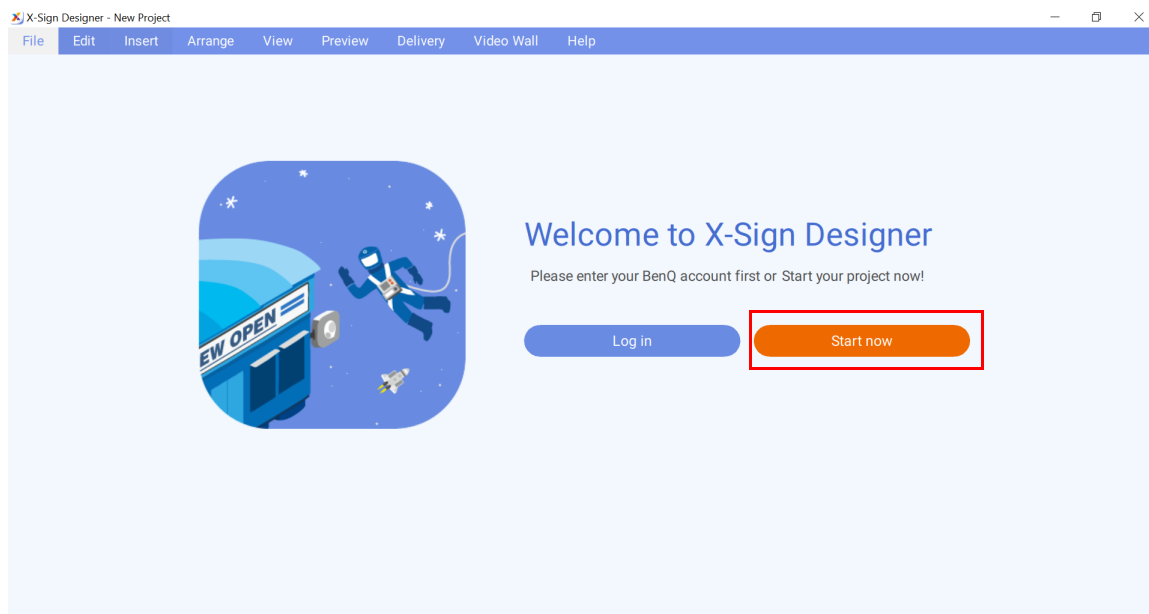 X-Sign Designer - New Project
File Edit Insert Arrange View Preview Delivery Video Wall Help
Welcome to X-Sign Designer
Please enter your BenQ account first or Start your project now!
Log in Start now
EW OPEN